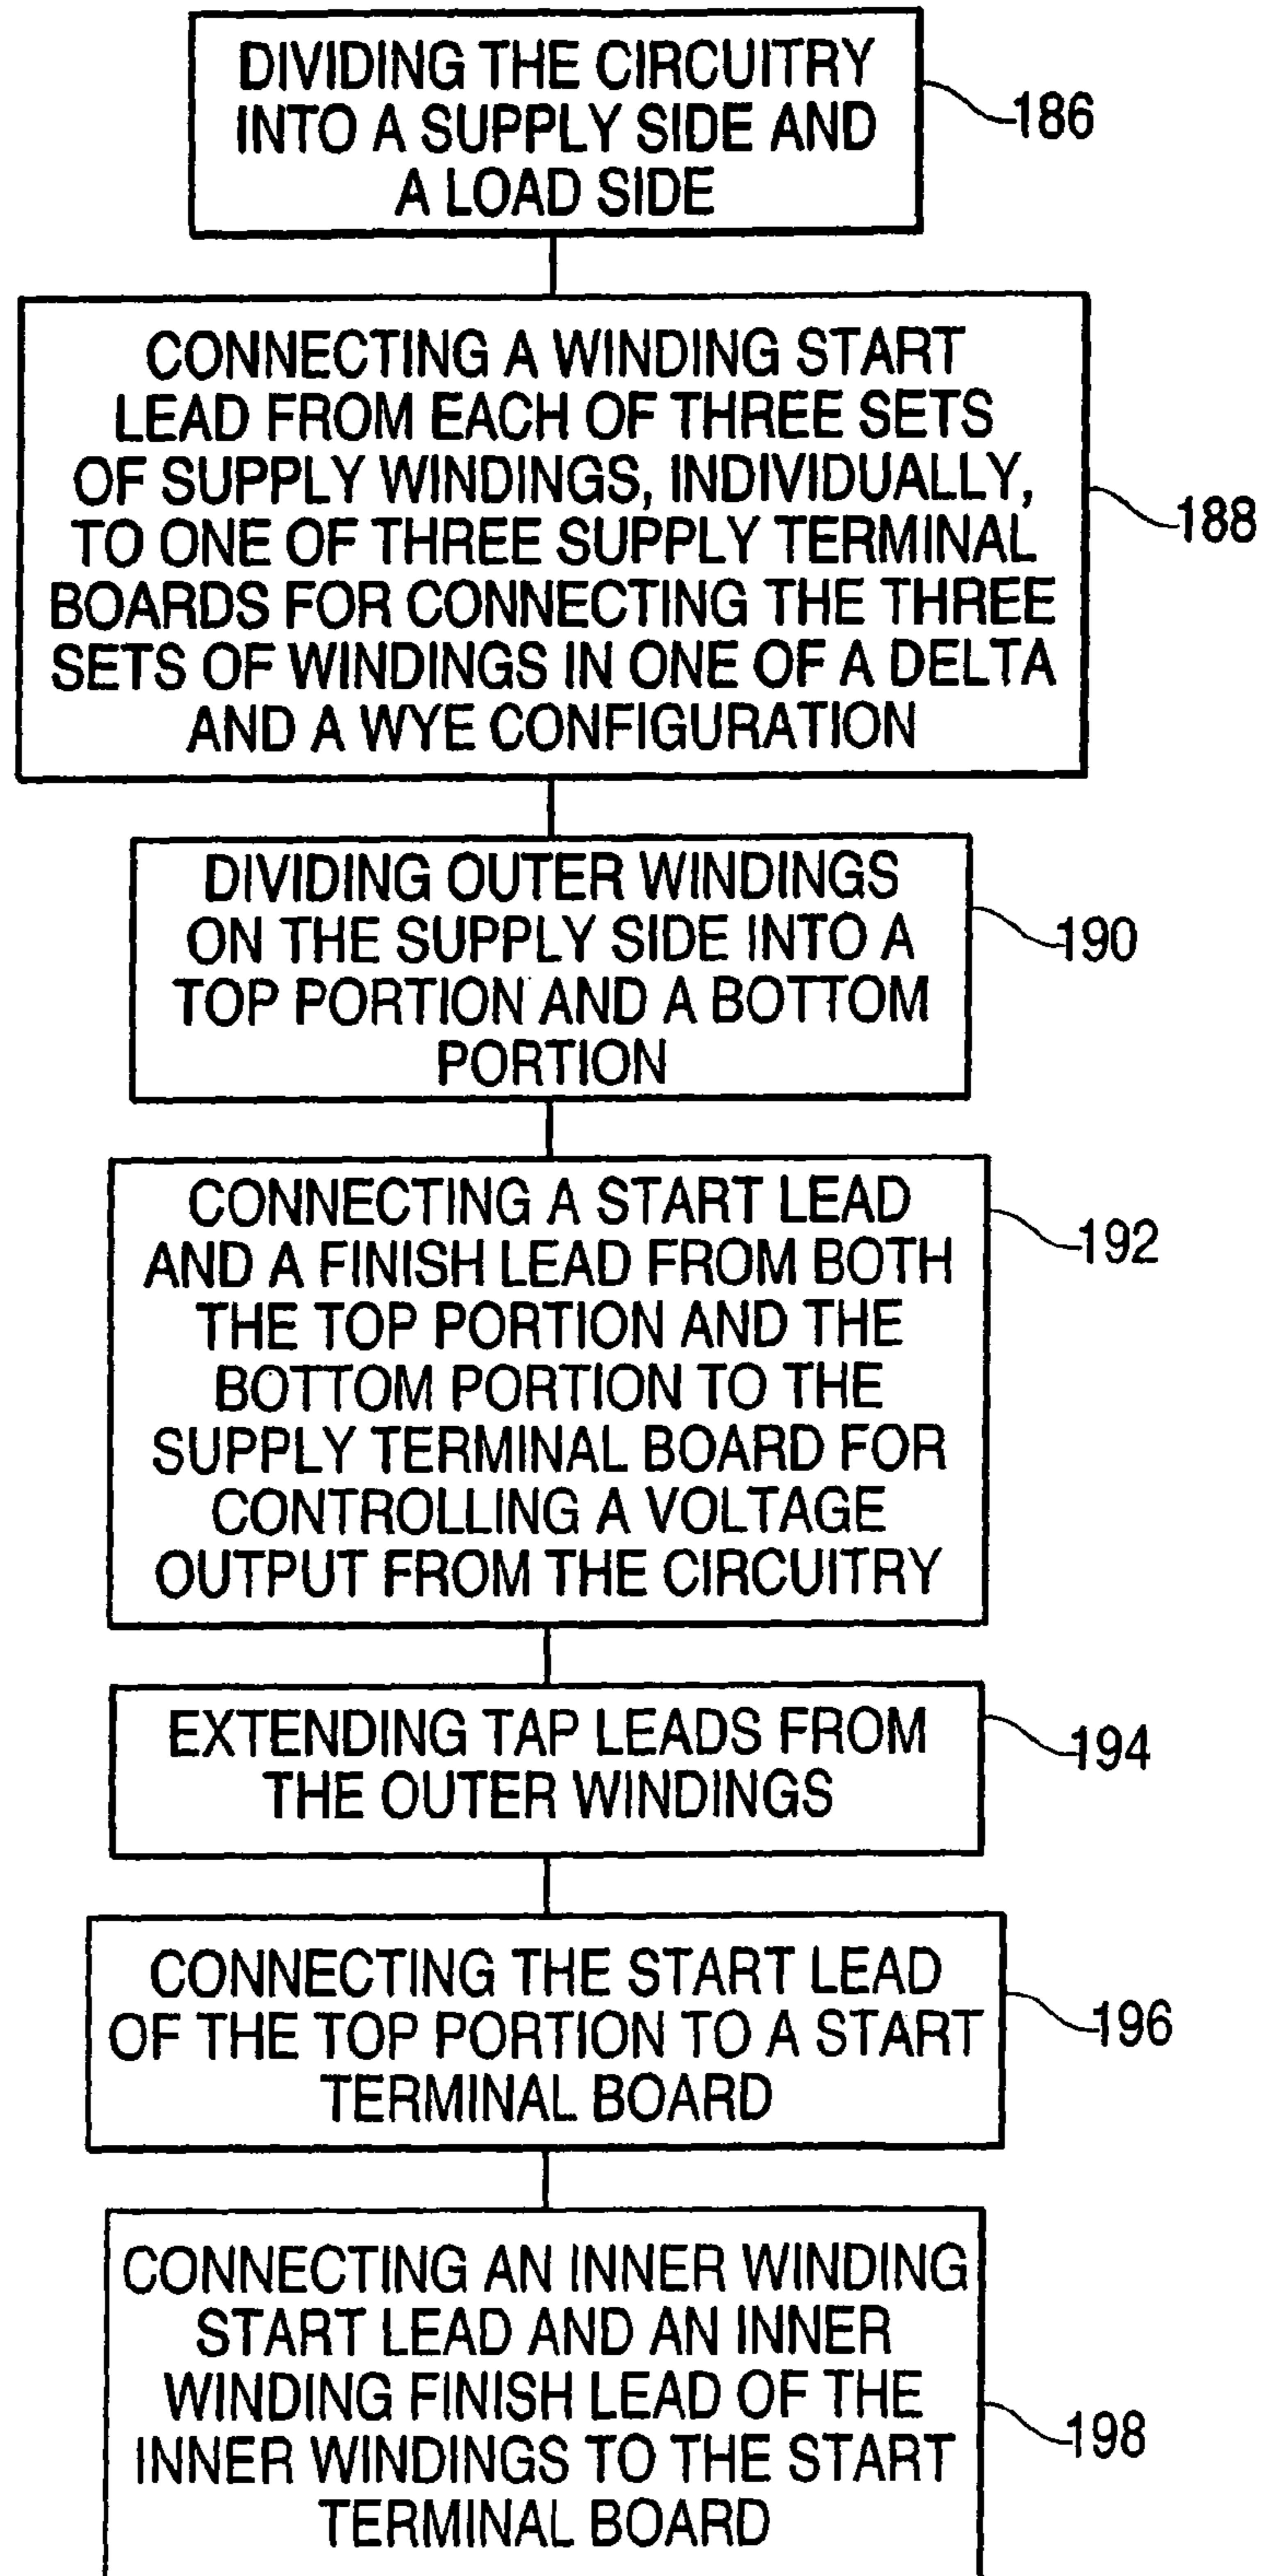 DIVIDING THE CIRCUITRY
INTO A SUPPLY SIDE AND
A LOAD SIDE
186
CONNECTING A WINDING START
LEAD FROM EACH OF THREE SETS
OF SUPPLY WINDINGS, INDIVIDUALLY,
TO ONE OF THREE SUPPLY TERMINAL
BOARDS FOR CONNECTING THE THREE
SETS OF WINDINGS IN ONE OF A DELTA
AND A WYE CONFIGURATION
188
DIVIDING OUTER WINDINGS
ON THE SUPPLY SIDE INTO A
TOP PORTION AND A BOTTOM
PORTION
190
CONNECTING A START LEAD
AND A FINISH LEAD FROM BOTH
THE TOP PORTION AND THE
BOTTOM PORTION TO THE
SUPPLY TERMINAL BOARD FOR
CONTROLLING A VOLTAGE
OUTPUT FROM THE CIRCUITRY
192
EXTENDING TAP LEADS FROM
THE OUTER WINDINGS
194
CONNECTING THE START LEAD
OF THE TOP PORTION TO A START
TERMINAL BOARD
196
CONNECTING AN INNER WINDING
START LEAD AND AN INNER
WINDING FINISH LEAD OF THE
INNER WINDINGS TO THE START
TERMINAL BOARD
198